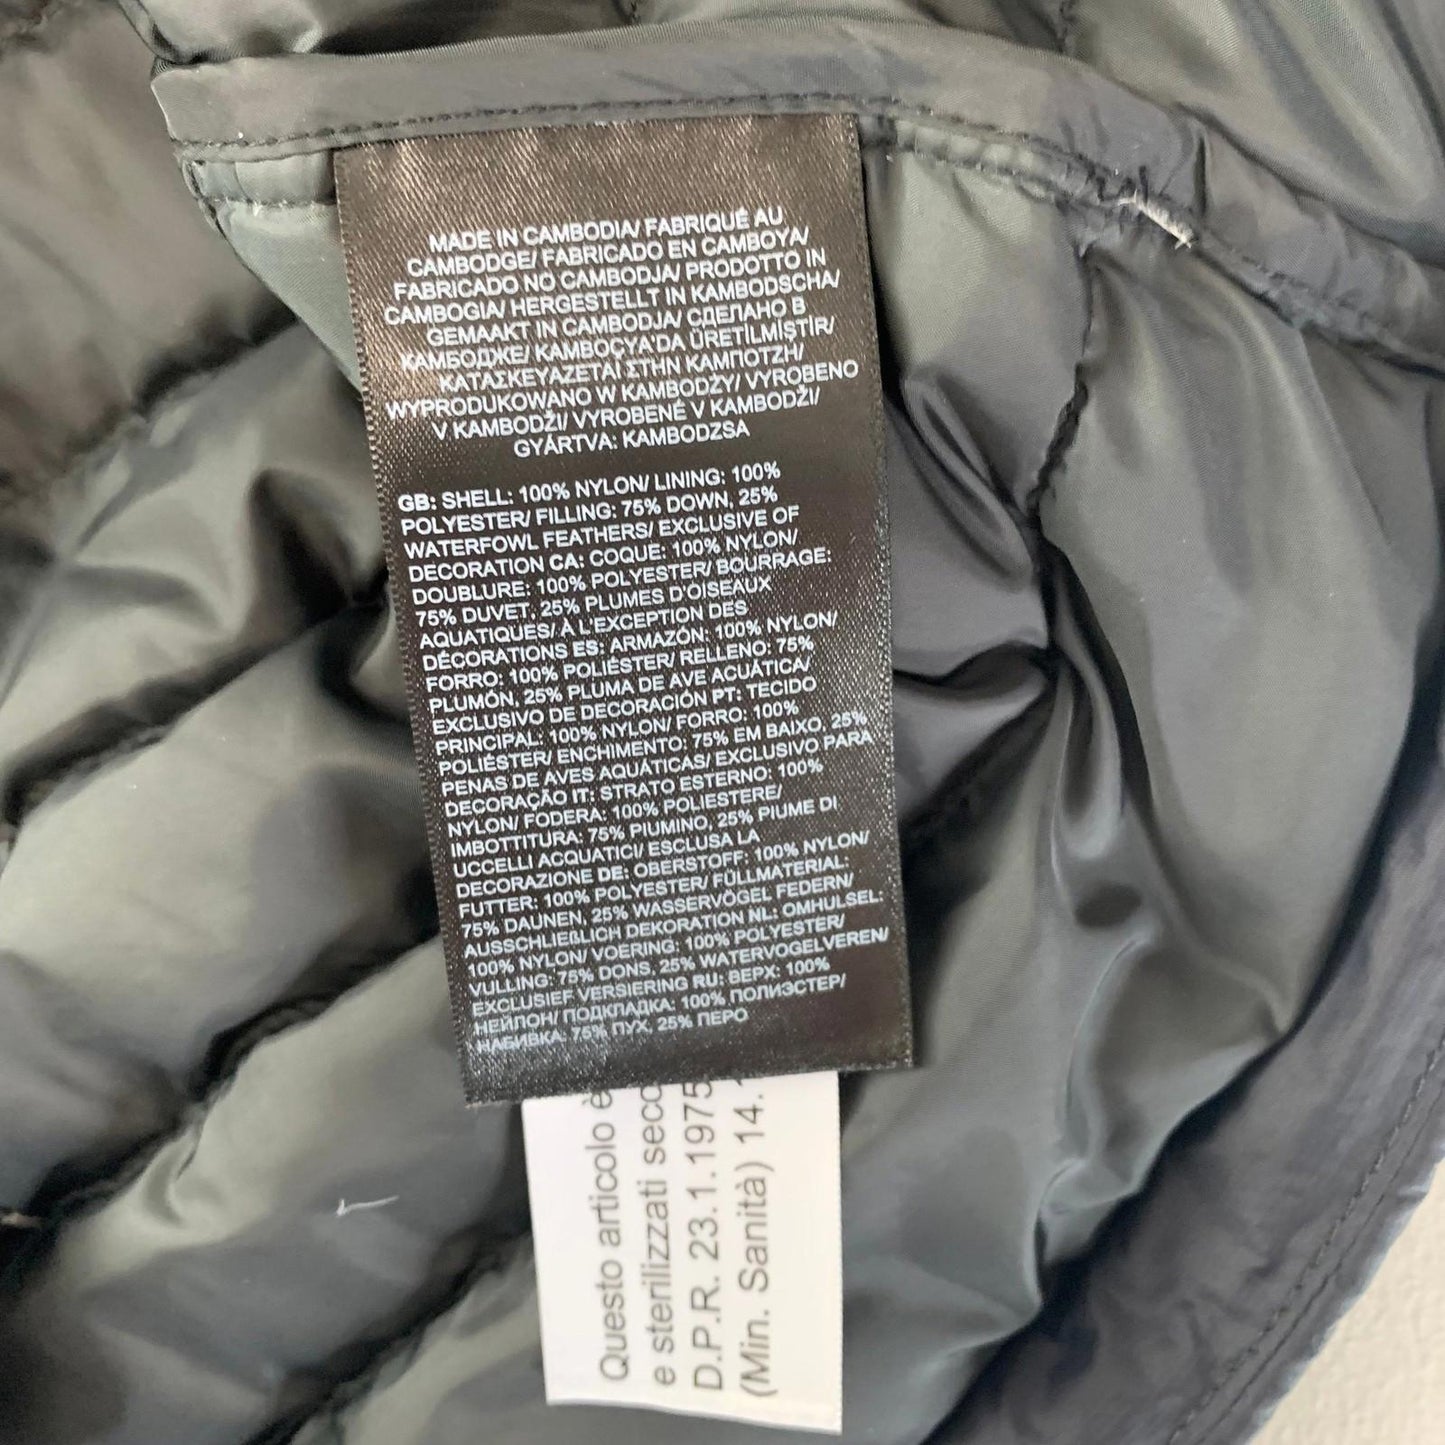 MADE IN CAMBODIA/ FABRIQUÉ AU
CAMBODGE/ FABRICADO EN CAMBOYA/
FABRICADO NO CAMBODJA/ PRODOTTO IN
CAMBOGIA/ HERGESTELLT IN KAMBODSCHA/
GEMAAKT IN CAMBODJA/ СДЕЛАНО В
КАМБОДЖЕ/ KAMBOÇYA'DA ÜRETİLMİŞTİR/
ΚΑΤΑΣΚΕΥΑΖΕΤΑΙ ΣΤΗΝ ΚΑΜΠΟΤΖΗ/
WYPRODUKOWANO W KAMBODŻY/ VYROBENO
V KAMBODŽI/ VYROBENÉ V KAMBODŽI/
GYÁRTVA: KAMBODZSA
GB: SHELL: 100% NYLON/ LINING: 100%
POLYESTER/ FILLING: 75% DOWN, 25%
WATERFOWL FEATHERS/ EXCLUSIVE OF
DECORATION CA: COQUE: 100% NYLON/
DOUBLURE: 100% POLYESTER/ BOURRAGE:
75% DUVET, 25% PLUMES D'OISEAUX
AQUATIQUES/ À L'EXCEPTION DES
DÉCORATIONS ES: ARMAZÓN: 100% NYLON/
FORRO: 100% POLIÉSTER/ RELLENO: 75%
PLUMÓN, 25% PLUMA DE AVE ACUÁTICA/
EXCLUSIVO DE DECORACIÓN PT: TECIDO
PRINCIPAL: 100% NYLON/ FORRO: 100%
POLIÉSTER/ ENCHIMENTO: 75% EM BAIXO, 25%
PENAS DE AVES AQUÁTICAS/ EXCLUSIVO PARA
DECORAÇÃO IT: STRATO ESTERNO: 100%
NYLON/ FODERA: 100% POLIESTERE/
IMBOTTITURA: 75% PIUMINO, 25% PIUME DI
UCCELLI ACQUATICI/ ESCLUSA LA
DECORAZIONE DE: OBERSTOFF: 100% NYLON/
FUTTER: 100% POLYESTER/ FÜLLMATERIAL:
75% DAUNEN, 25% WASSERVÖGEL FEDERN/
AUSSCHLIEßLICH DEKORATION NL: OMHULSEL:
100% NYLON/ VOERING: 100% POLYESTER/
VULLING: 75% DONS, 25% WATERVOGELVEREN/
EXCLUSIEF VERSIERING RU: ВЕРХ: 100%
НЕЙЛОН/ ПОДКЛАДКА: 100% ПОЛИЭСТЕР/
НАБИВКА: 75% ПУХ, 25% ПЕРО
Questo articolo è
e sterilizzati
D.P.R. 23.1.1975
(Min. Sanità) 14.